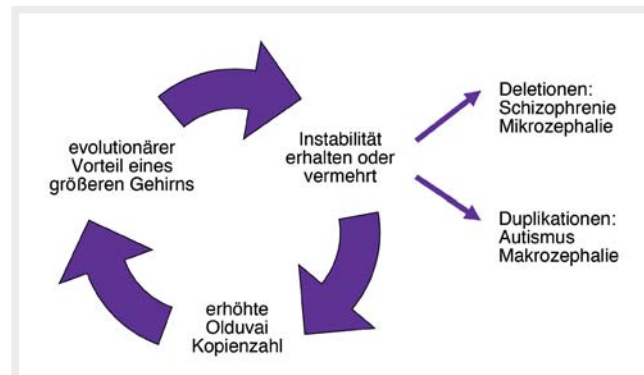 evolutionärer
Vorteil eines
größeren Gehirns
Instabilität
erhalten oder
vermehrt
erhöhte
Olduvai
Kopienzahl
Deletionen:
Schizophrenie
Mikrozephalie
Duplikationen:
Autismus
Makrozephalie